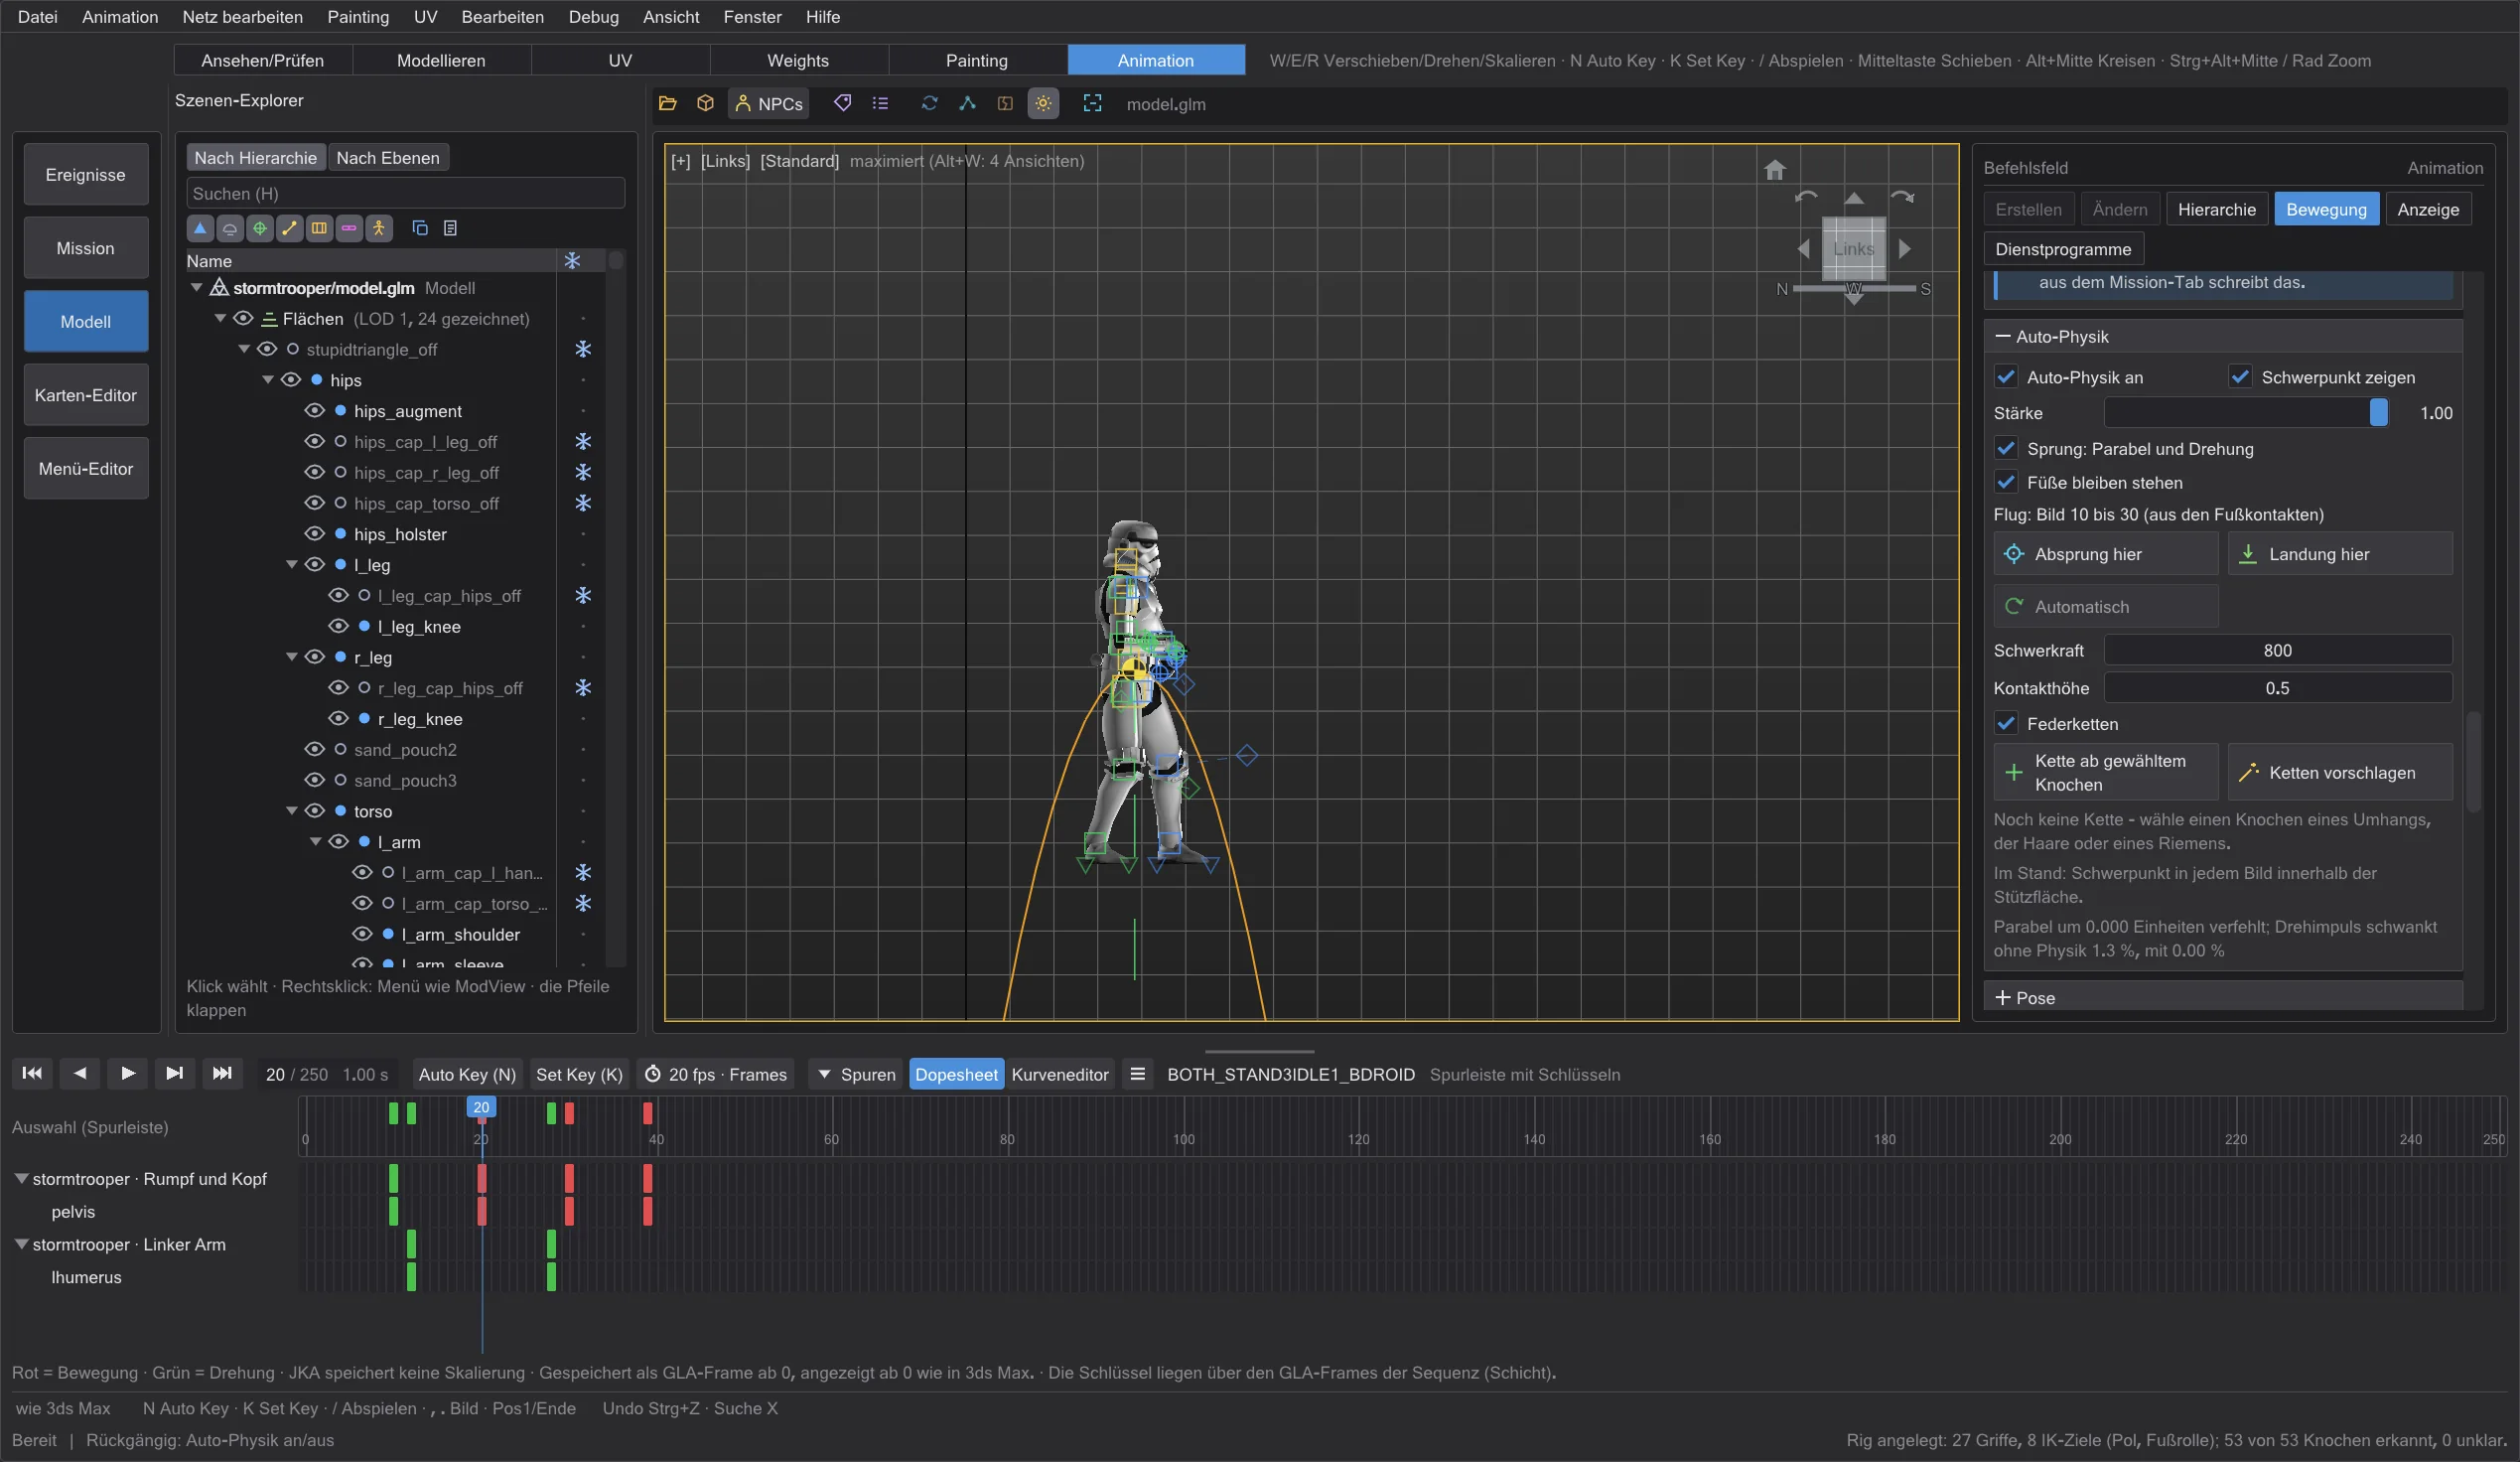 Datei Animation Netz bearbeiten Painting UV Bearbeiten Debug Ansicht Fenster Hilfe
Ansehen/Prüfen Modellieren UV Weights Painting Animation W/E/R Verschieben/Drehen/Skalieren · N Auto Key · K Set Key · / Abspielen · Mitteltaste Schieben · Alt+Mitte Kreisen · Strg+Alt+Mitte / Rad Zoom
Szenen-Explorer
NPCs model.glm
Ereignisse
Mission
Modell
Karten-Editor
Menü-Editor
Nach Hierarchie Nach Ebenen
Suchen (H)
Name
stormtrooper/model.glm Modell
Flächen (LOD 1, 24 gezeichnet)
stupidtriangle_off
hips
hips_augment
hips_cap_l_leg_off
hips_cap_r_leg_off
hips_cap_torso_off
hips_holster
l_leg
l_leg_cap_hips_off
l_leg_knee
r_leg
r_leg_cap_hips_off
r_leg_knee
sand_pouch2
sand_pouch3
torso
l_arm
l_arm_cap_l_han...
l_arm_cap_torso_...
l_arm_shoulder
l_arm_sleeve
Klick wählt · Rechtsklick: Menü wie ModView · die Pfeile
klappen
[+] [Links] [Standard] maximiert (Alt+W: 4 Ansichten)
Links
N W S
Befehlsfeld Animation
Erstellen Ändern Hierarchie Bewegung Anzeige
Dienstprogramme
aus dem Mission-Tab schreibt das.
Auto-Physik
Auto-Physik an Schwerpunkt zeigen
Stärke 1.00
Sprung: Parabel und Drehung
Füße bleiben stehen
Flug: Bild 10 bis 30 (aus den Fußkontakten)
Absprung hier Landung hier
Automatisch
Schwerkraft 800
Kontakthöhe 0.5
Federketten
Kette ab gewähltem
Knochen
Ketten vorschlagen
Noch keine Kette - wähle einen Knochen eines Umhangs,
der Haare oder eines Riemens.
Im Stand: Schwerpunkt in jedem Bild innerhalb der
Stützfläche.
Parabel um 0.000 Einheiten verfehlt; Drehimpuls schwankt
ohne Physik 1.3 %, mit 0.00 %
Pose
20 / 250 1.00 s Auto Key (N) Set Key (K) 20 fps · Frames Spuren Dopesheet Kurveneditor BOTH_STAND3IDLE1_BDROID Spurleiste mit Schlüsseln
20
Auswahl (Spurleiste)
0 20 40 60 80 100 120 140 160 180 200 220 240 250
stormtrooper · Rumpf und Kopf
pelvis
stormtrooper · Linker Arm
lhumerus
Rot = Bewegung · Grün = Drehung · JKA speichert keine Skalierung · Gespeichert als GLA-Frame ab 0, angezeigt ab 0 wie in 3ds Max. · Die Schlüssel liegen über den GLA-Frames der Sequenz (Schicht).
wie 3ds Max N Auto Key · K Set Key · / Abspielen · , . Bild · Pos1/Ende Undo Strg+Z · Suche X
Bereit | Rückgängig: Auto-Physik an/aus
Rig angelegt: 27 Griffe, 8 IK-Ziele (Pol, Fußrolle); 53 von 53 Knochen erkannt, 0 unklar.